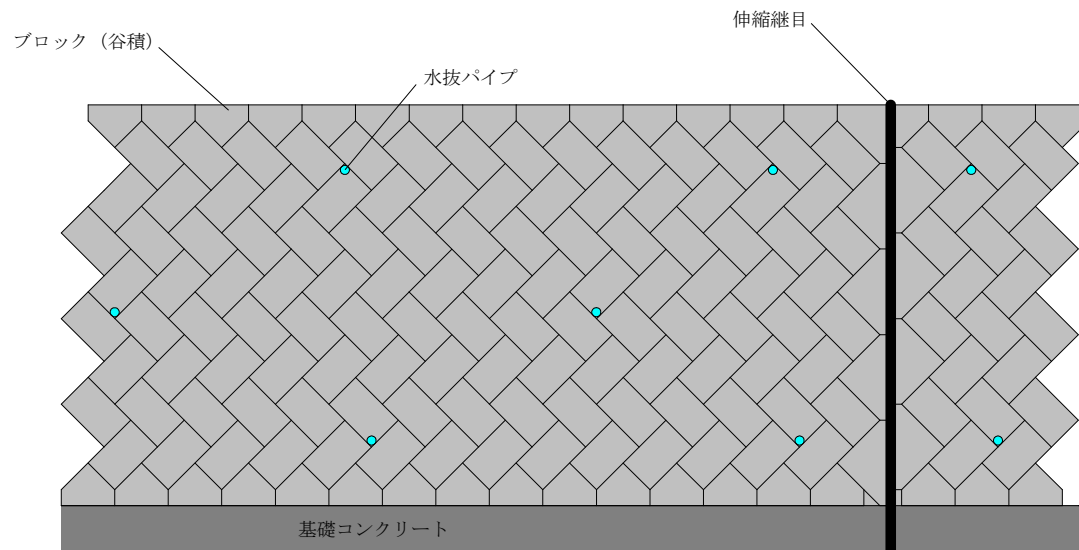 伸縮継目
ブロック（谷積）
水抜パイプ
基礎コンクリート